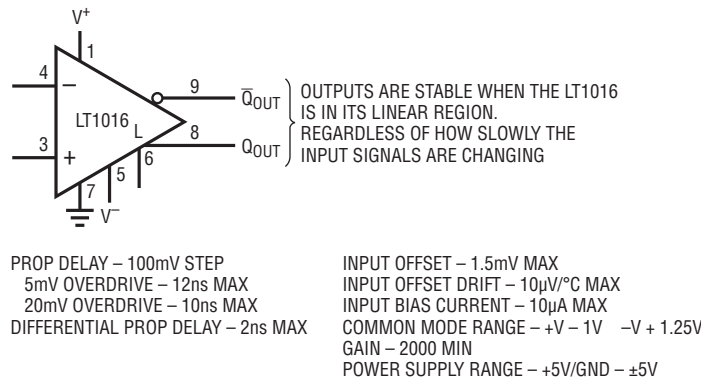 V+
1
4
–
9
Q̅OUT
LT1016
L
8
QOUT
3
+
6
5
7
V–
OUTPUTS ARE STABLE WHEN THE LT1016
IS IN ITS LINEAR REGION.
REGARDLESS OF HOW SLOWLY THE
INPUT SIGNALS ARE CHANGING
PROP DELAY – 100mV STEP
5mV OVERDRIVE – 12ns MAX
20mV OVERDRIVE – 10ns MAX
DIFFERENTIAL PROP DELAY – 2ns MAX
INPUT OFFSET – 1.5mV MAX
INPUT OFFSET DRIFT – 10µV/°C MAX
INPUT BIAS CURRENT – 10µA MAX
COMMON MODE RANGE – +V – 1V –V + 1.25V
GAIN – 2000 MIN
POWER SUPPLY RANGE – +5V/GND – ±5V